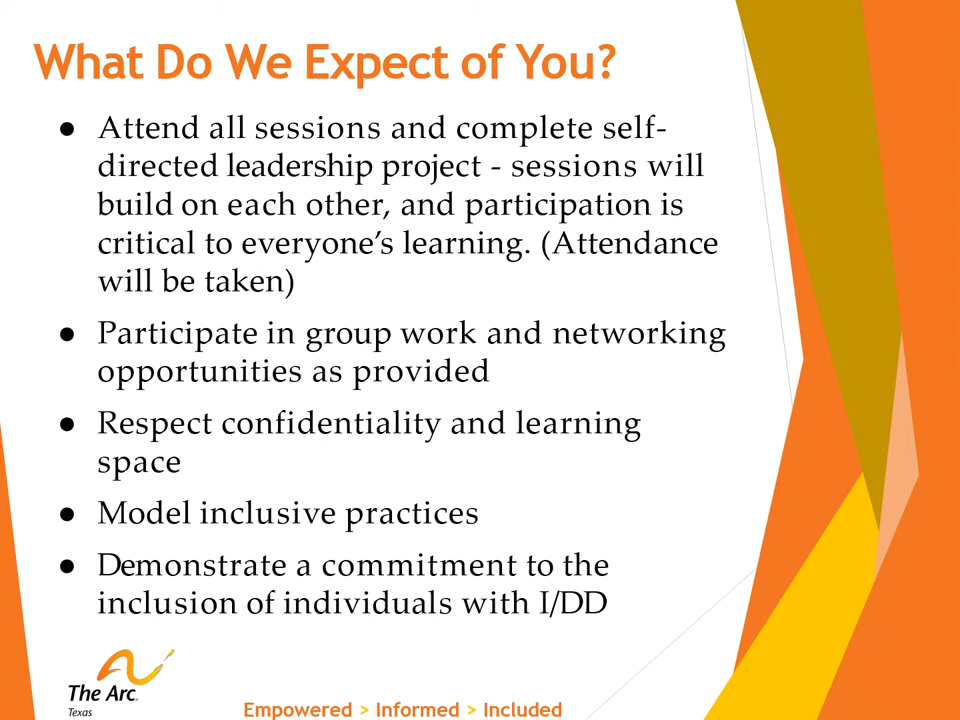 What Do We Expect of You?
● Attend all sessions and complete self-
directed leadership project - sessions will
build on each other, and participation is
critical to everyone’s learning. (Attendance
will be taken)
● Participate in group work and networking
opportunities as provided
● Respect confidentiality and learning
space
● Model inclusive practices
● Demonstrate a commitment to the
inclusion of individuals with I/DD
The Arc®
Texas
Empowered > Informed > Included